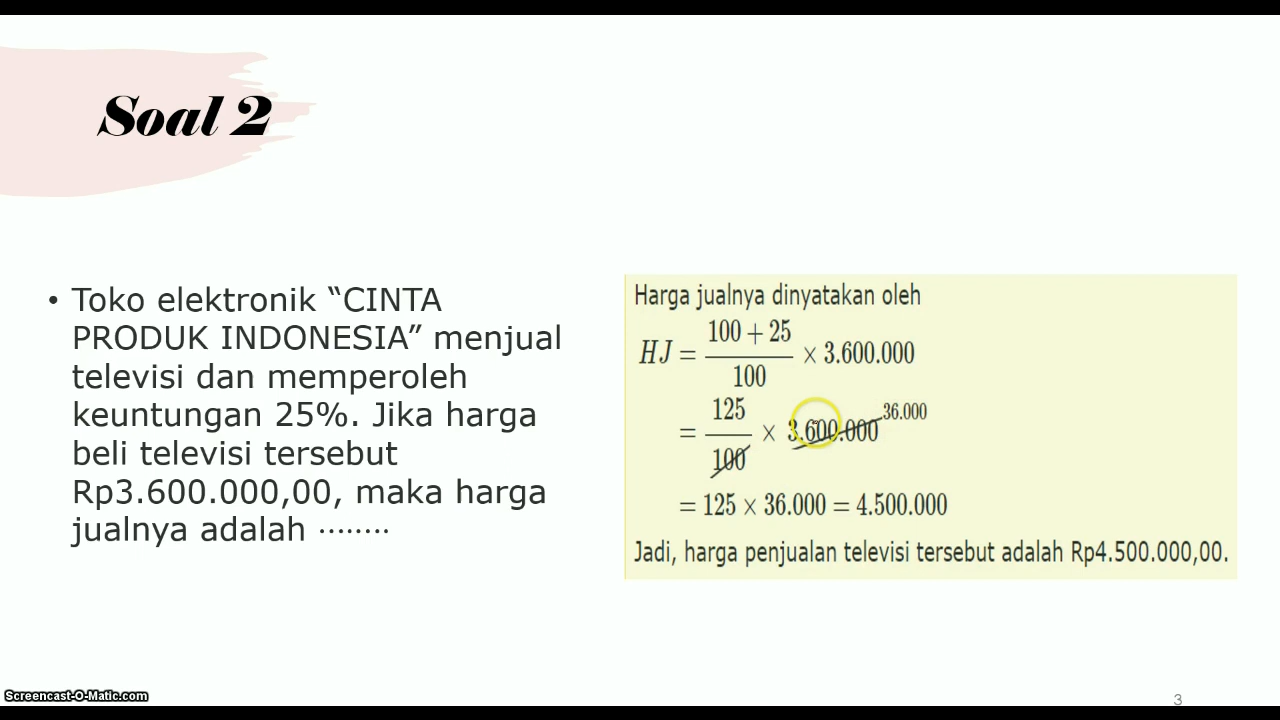 Soal 2
• Toko elektronik “CINTA
PRODUK INDONESIA” menjual
televisi dan memperoleh
keuntungan 25%. Jika harga
beli televisi tersebut
Rp3.600.000,00, maka harga
jualnya adalah ········
Harga jualnya dinyatakan oleh
HJ = (100 + 25)/100 × 3.600.000
= 125/100 × 3.600.000 36.000
= 125 × 36.000 = 4.500.000
Jadi, harga penjualan televisi tersebut adalah Rp4.500.000,00.
Screencast-O-Matic.com
3